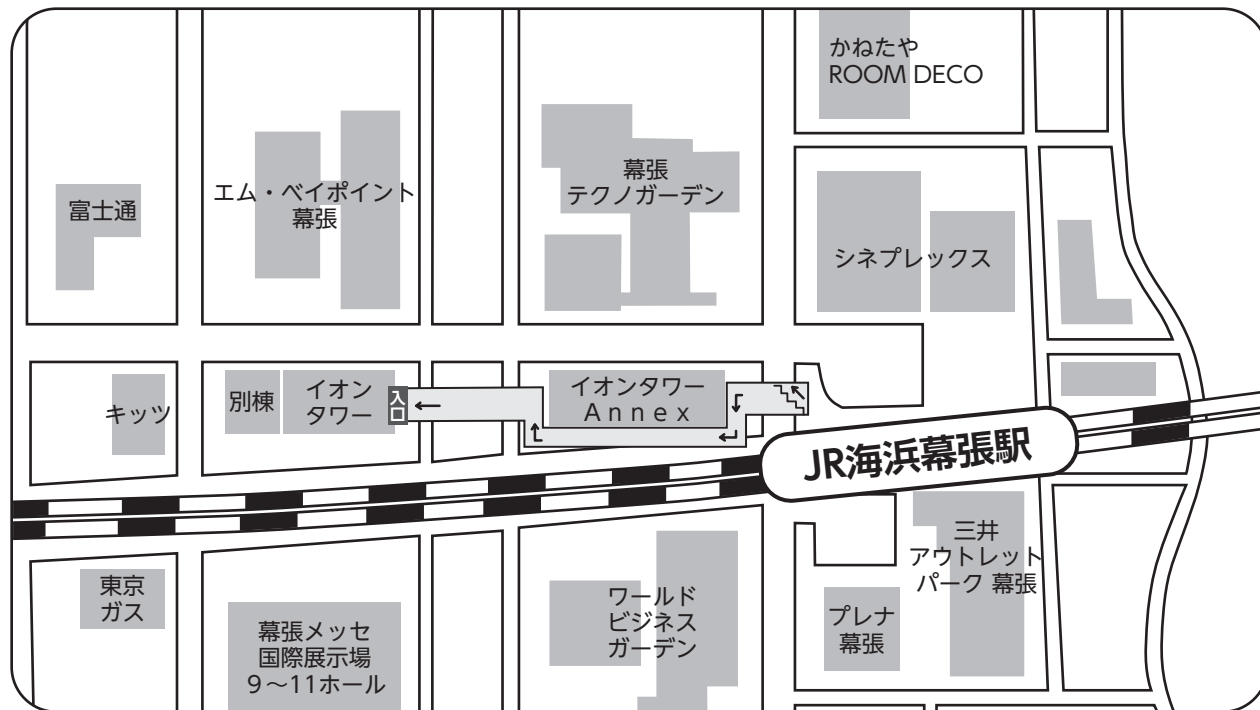 かねたや
ROOM DECO
富士通
エム・ベイポイント
幕張
幕張
テクノガーデン
シネプレックス
キッツ
別棟
イオン
タワー
入口
イオンタワー
Annex
JR海浜幕張駅
東京
ガス
幕張メッセ
国際展示場
9〜11ホール
ワールド
ビジネス
ガーデン
プレナ
幕張
三井
アウトレット
パーク 幕張